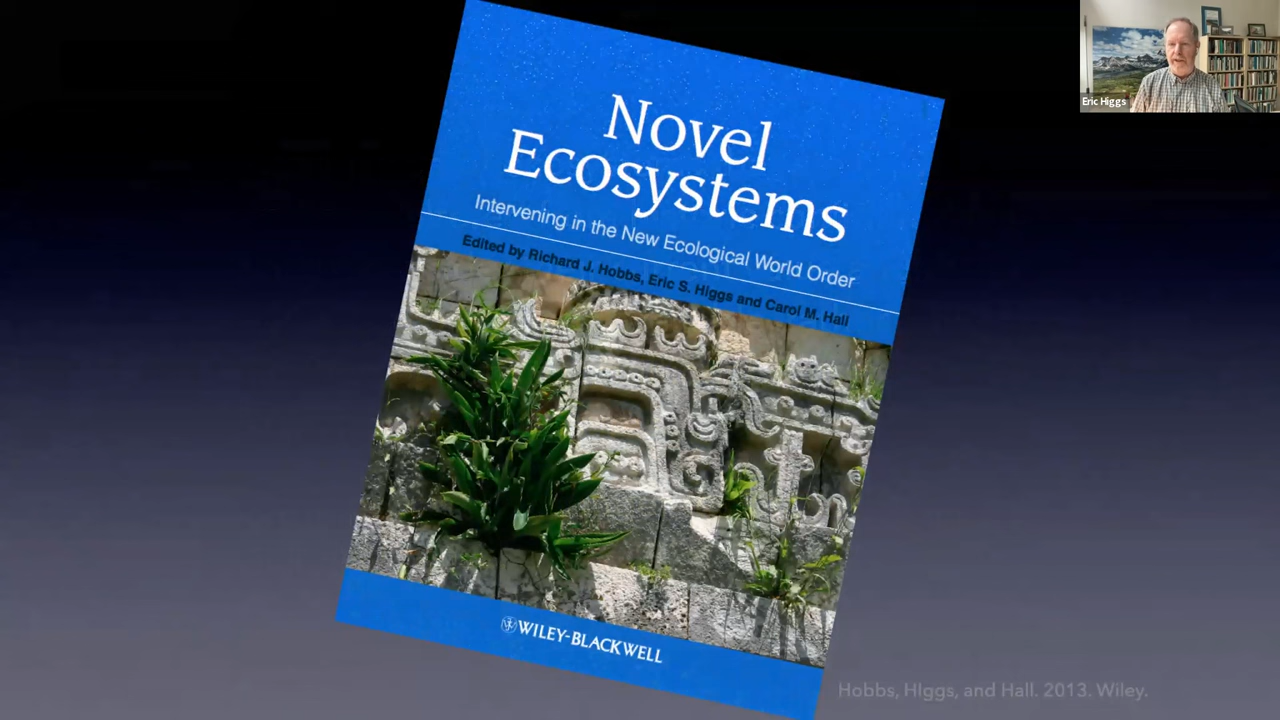 Novel
Ecosystems
Intervening in the New Ecological World Order
Edited by Richard J. Hobbs, Eric S. Higgs and Carol M. Hall
WILEY-BLACKWELL
Hobbs, HIggs, and Hall. 2013. Wiley.
Eric Higgs